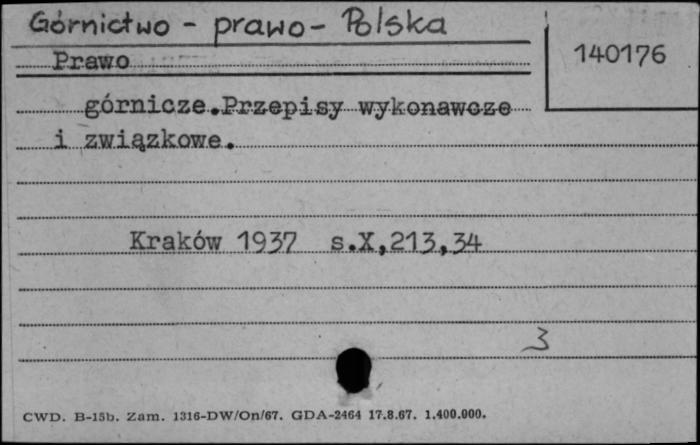 Górnictwo - prawo - Polska
140176
Prawo
górnicze.Przepisy wykonawcze
i związkowe.
Kraków 1937 s.X,213,34
3
CWD. B-15b. Zam. 1316-DW/On/67. GDA-2464 17.8.67. 1.400.000.